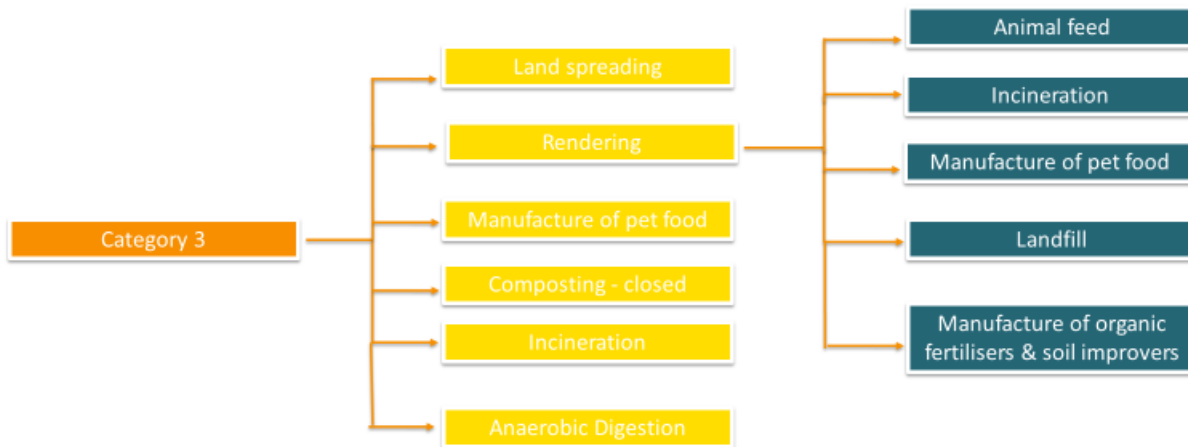 Category 3
Land spreading
Rendering
Manufacture of pet food
Composting - closed
Incineration
Anaerobic Digestion
Animal feed
Incineration
Manufacture of pet food
Landfill
Manufacture of organic
fertilisers & soil improvers